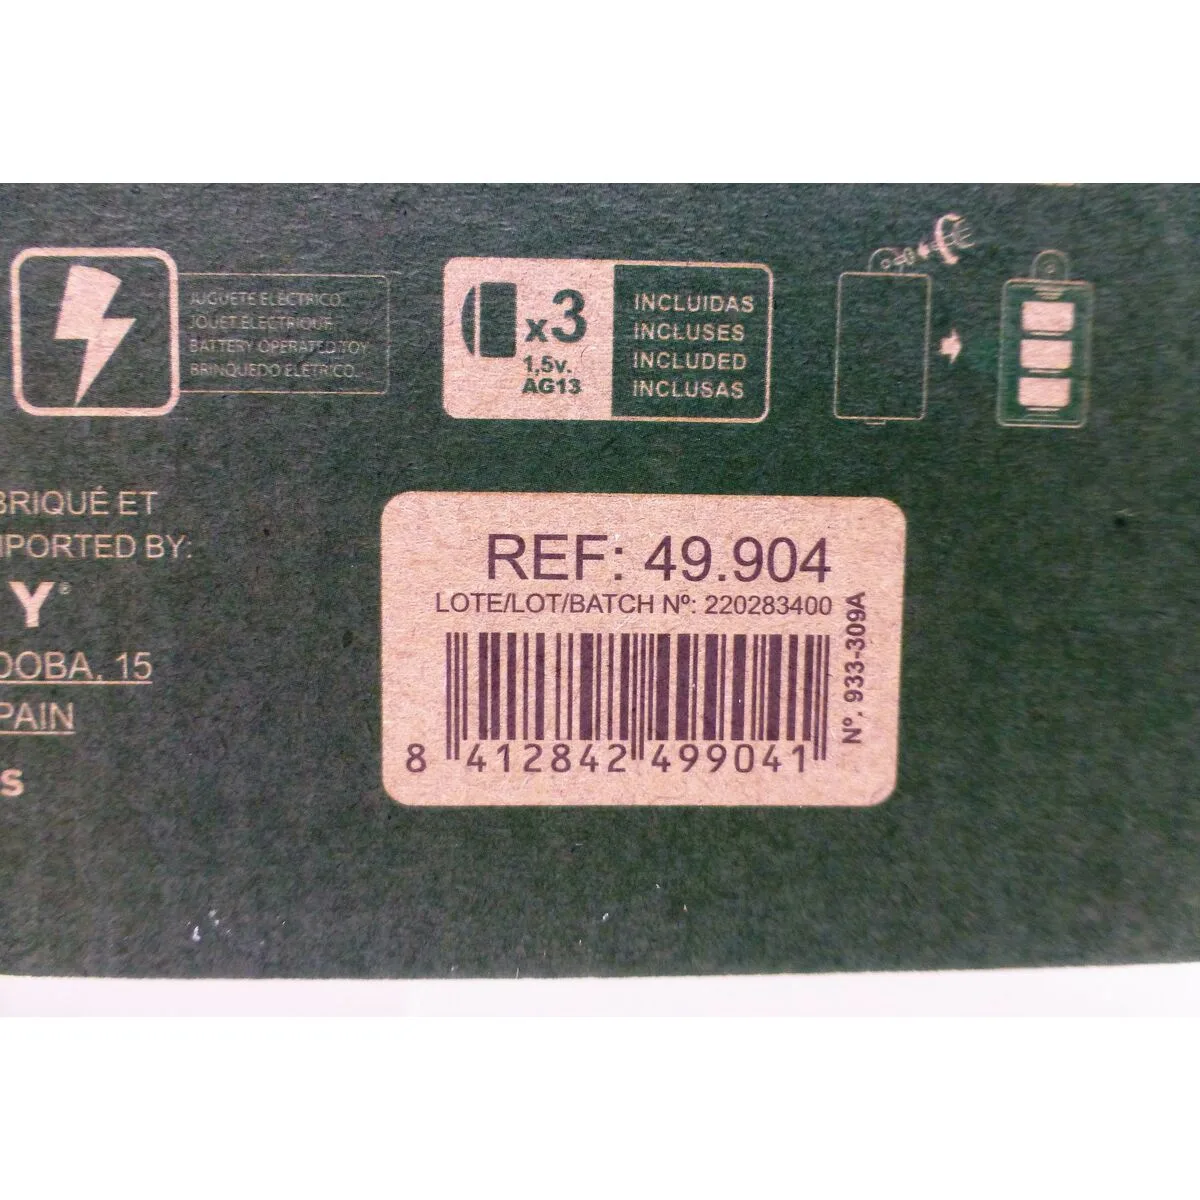 JUGUETE ELECTRICO.
JOUET ELECTRIQUE.
BATTERY OPERATED TOY
BRINQUEDO ELETRICO.
x3
1,5v.
AG13
INCLUIDAS
INCLUSES
INCLUDED
INCLUSAS
BRIQUÉ ET
MPORTED BY:
Y®
DOBA, 15
PAIN
s
REF: 49.904
LOTE/LOT/BATCH Nº: 220283400
Nº. 933-309A
8 412842 499041